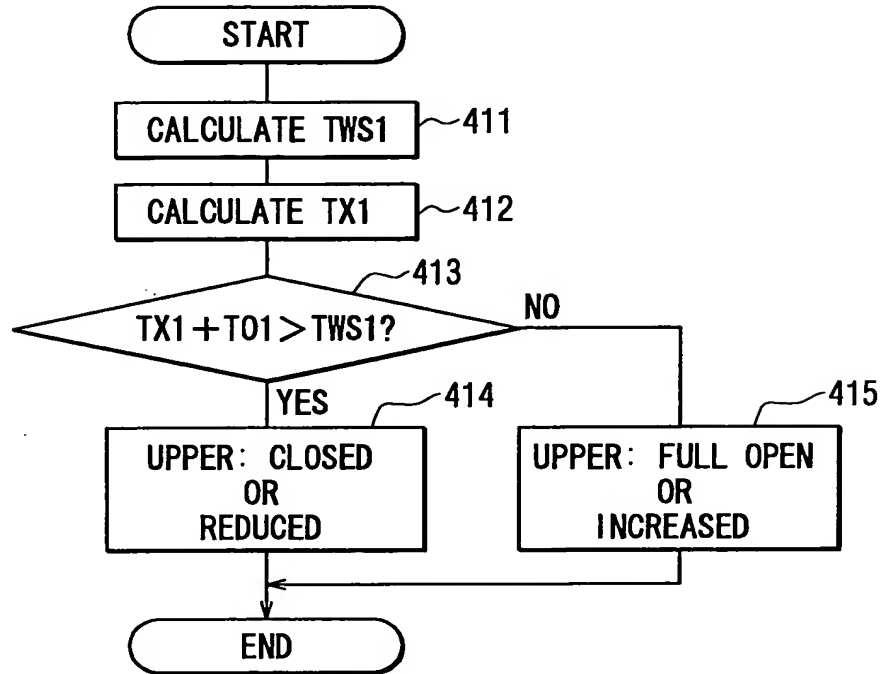 START
CALCULATE TWS1
411
CALCULATE TX1
412
413
TX1+TO1>TWS1?
NO
YES
414
415
UPPER: CLOSED
OR
REDUCED
UPPER: FULL OPEN
OR
INCREASED
END